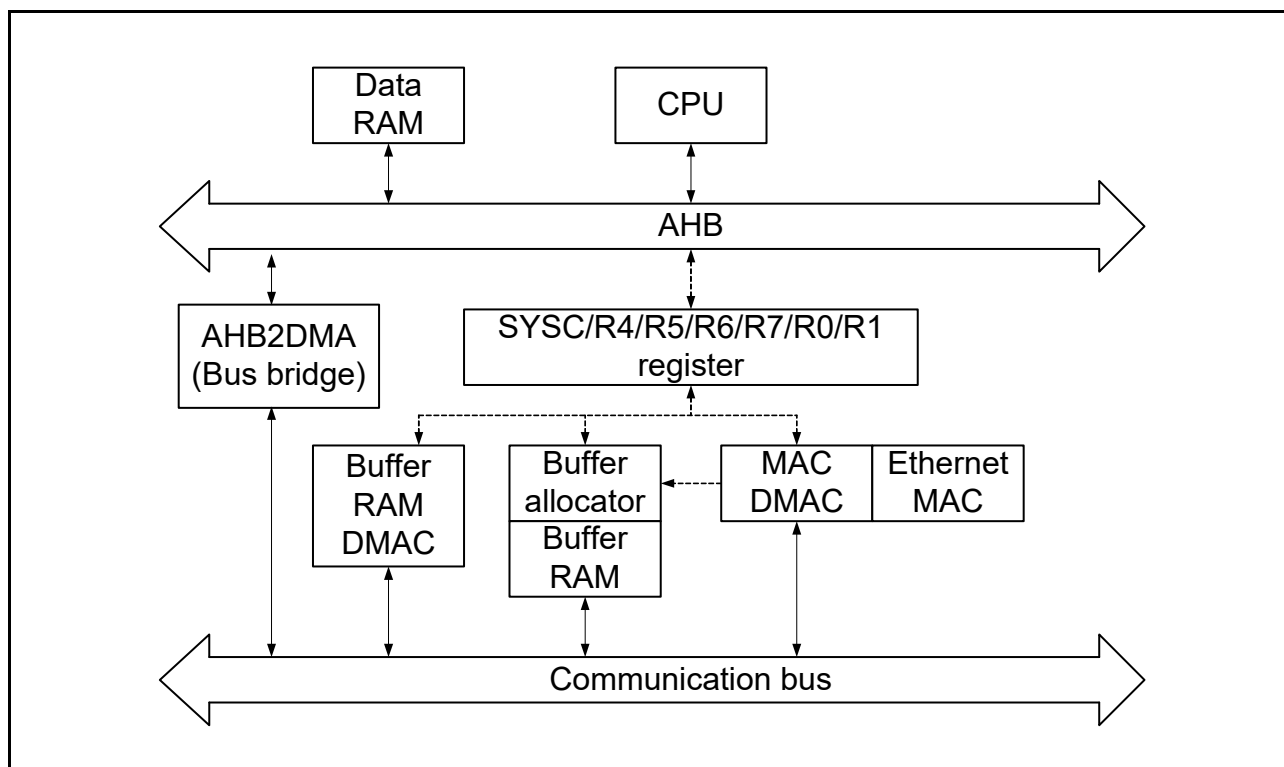 Data
RAM
CPU
AHB
AHB2DMA
(Bus bridge)
SYSC/R4/R5/R6/R7/R0/R1
register
Buffer
RAM
DMAC
Buffer
allocator
Buffer
RAM
MAC
DMAC
Ethernet
MAC
Communication bus